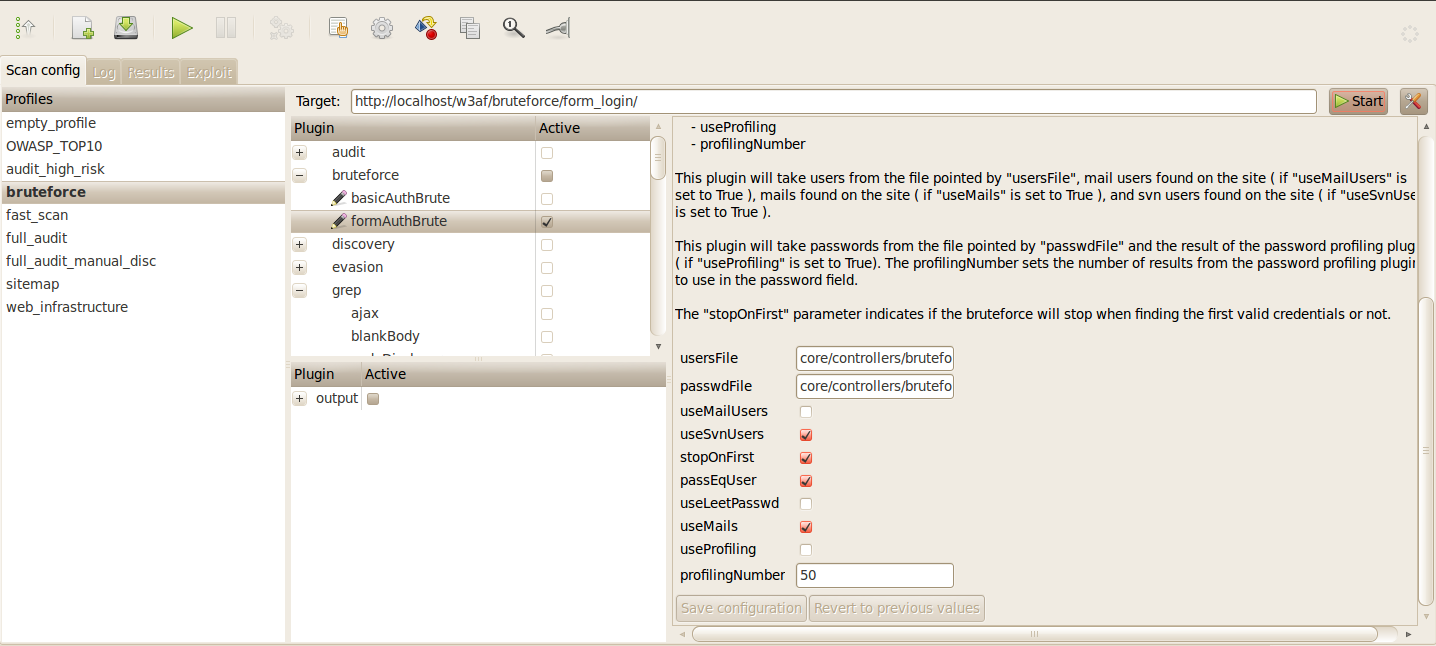 Scan config Log Results Exploit
Profiles
empty_profile
OWASP_TOP10
audit_high_risk
bruteforce
fast_scan
full_audit
full_audit_manual_disc
sitemap
web_infrastructure
Target: http://localhost/w3af/bruteforce/form_login/ Start
Plugin Active
audit
bruteforce
basicAuthBrute
formAuthBrute
discovery
evasion
grep
ajax
blankBody
Plugin Active
output
- useProfiling
- profilingNumber
This plugin will take users from the file pointed by "usersFile", mail users found on the site ( if "useMailUsers" is
set to True ), mails found on the site ( if "useMails" is set to True ), and svn users found on the site ( if "useSvnUse
is set to True ).
This plugin will take passwords from the file pointed by "passwdFile" and the result of the password profiling plug
( if "useProfiling" is set to True). The profilingNumber sets the number of results from the password profiling plugin
to use in the password field.
The "stopOnFirst" parameter indicates if the bruteforce will stop when finding the first valid credentials or not.
usersFile core/controllers/brutefo
passwdFile core/controllers/brutefo
useMailUsers
useSvnUsers
stopOnFirst
passEqUser
useLeetPasswd
useMails
useProfiling
profilingNumber 50
Save configuration Revert to previous values